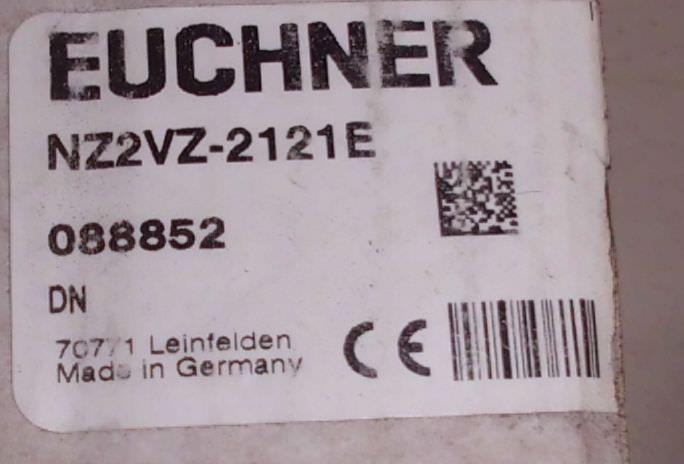 EUCHNER
NZ2VZ-2121E
088852
DN
70771 Leinfelden
Made in Germany
CE